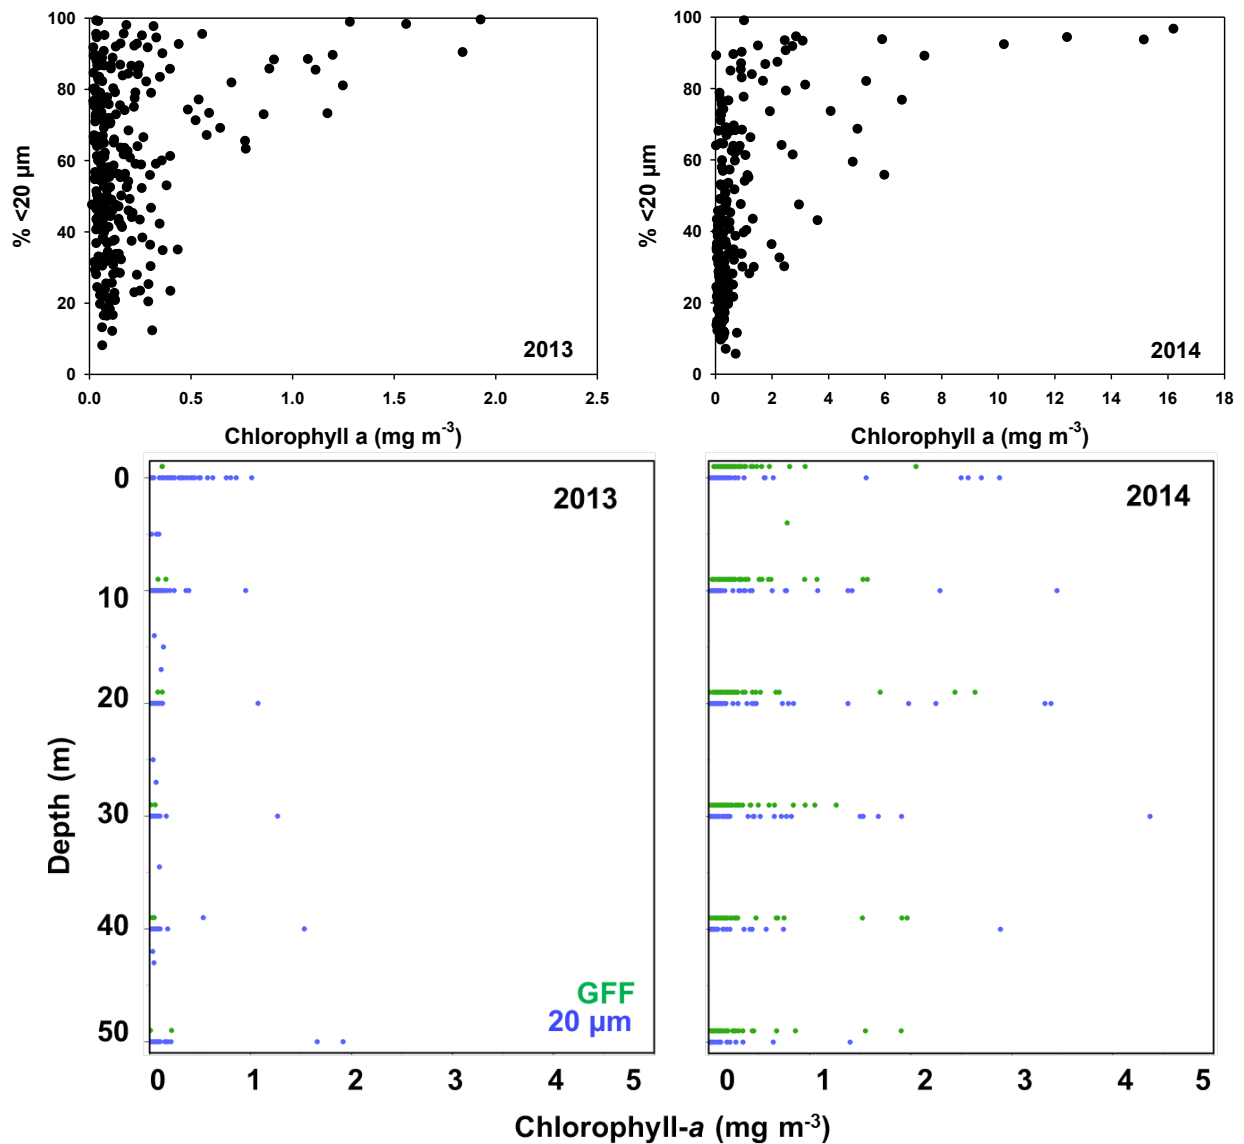 100
80
60
40
20
0
% <20 µm
2013
0.0 0.5 1.0 1.5 2.0 2.5
Chlorophyll a (mg m-3)
100
80
60
40
20
0
% <20 µm
2014
0 2 4 6 8 10 12 14 16 18
Chlorophyll a (mg m-3)
Depth (m)
0
10
20
30
40
50
2013
GFF
20 µm
0 1 2 3 4 5
2014
0 1 2 3 4 5
Chlorophyll-a (mg m-3)